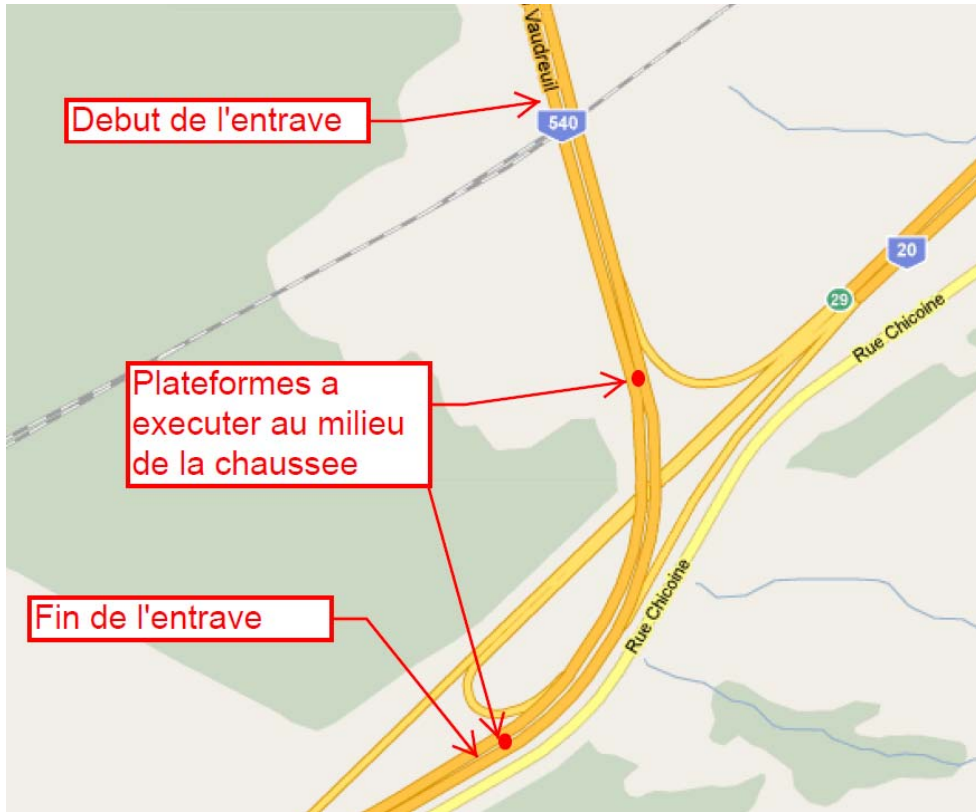 Vaudreuil
Debut de l'entrave
540
20
29
Rue Chicoine
Plateformes a
executer au milieu
de la chaussee
Fin de l'entrave
Rue Chicoine